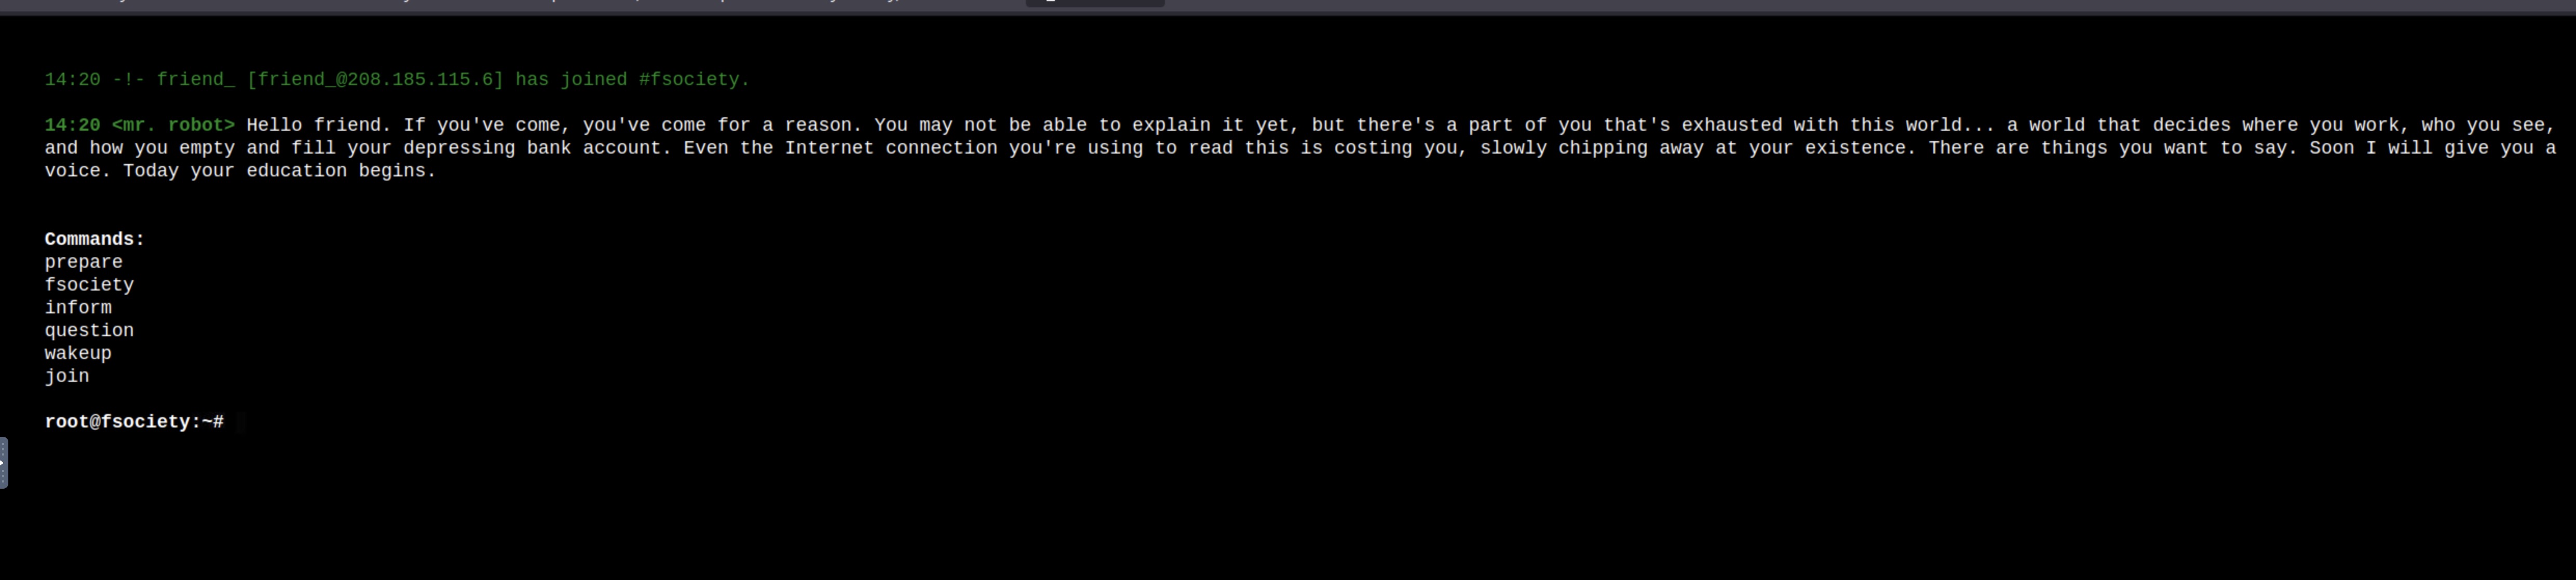 14:20 -!- friend_ [friend_@208.185.115.6] has joined #fsociety.
14:20 <mr. robot> Hello friend. If you've come, you've come for a reason. You may not be able to explain it yet, but there's a part of you that's exhausted with this world... a world that decides where you work, who you see,
and how you empty and fill your depressing bank account. Even the Internet connection you're using to read this is costing you, slowly chipping away at your existence. There are things you want to say. Soon I will give you a
voice. Today your education begins.
Commands:
prepare
fsociety
inform
question
wakeup
join
root@fsociety:~#